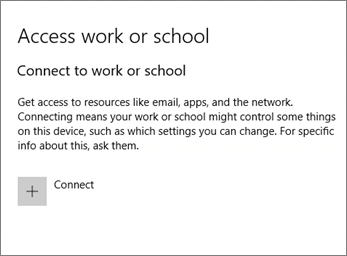 Access work or school
Connect to work or school
Get access to resources like email, apps, and the network.
Connecting means your work or school might control some things
on this device, such as which settings you can change. For specific
info about this, ask them.
Connect